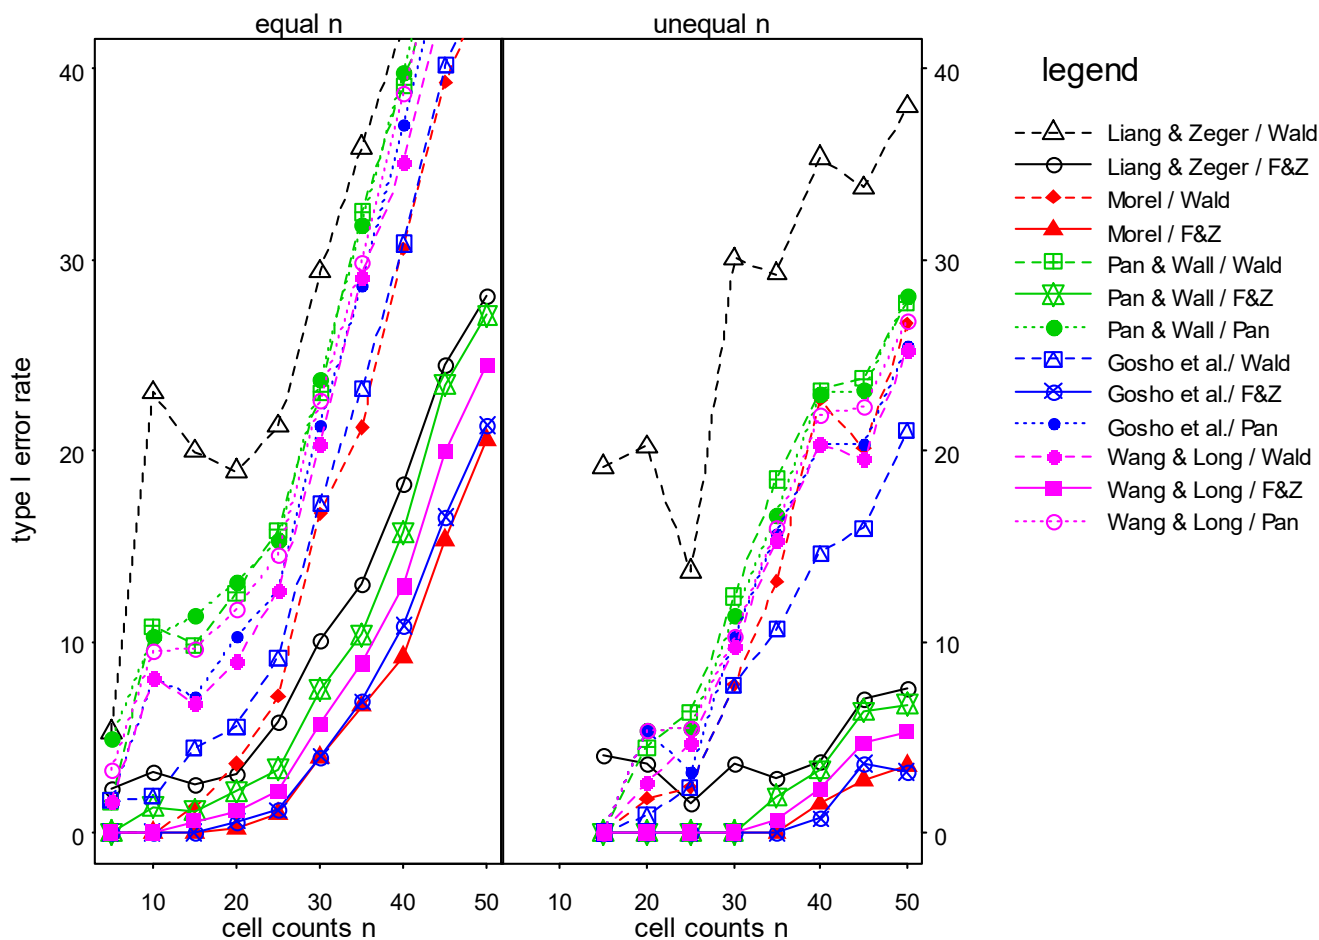 equal n
unequal n
legend
Liang & Zeger / Wald
Liang & Zeger / F&Z
Morel / Wald
Morel / F&Z
Pan & Wall / Wald
Pan & Wall / F&Z
Pan & Wall / Pan
Gosho et al./ Wald
Gosho et al./ F&Z
Gosho et al./ Pan
Wang & Long / Wald
Wang & Long / F&Z
Wang & Long / Pan
type I error rate
40
30
20
10
0
40
30
20
10
0
10 20 30 40 50
10 20 30 40 50
cell counts n
cell counts n